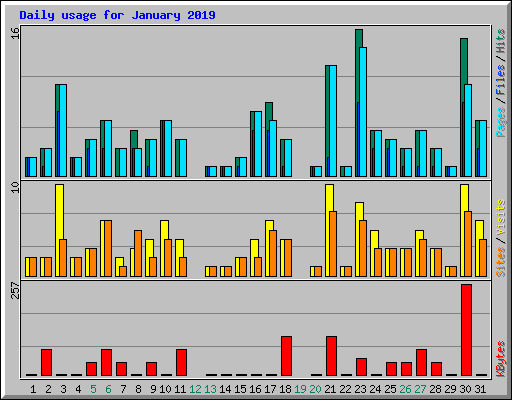 Daily usage for January 2019
16
10
257
Pages/Files/Hits
Sites/Visits
KBytes
1 2 3 4 5 6 7 8 9 10 11 12 13 14 15 16 17 18 19 20 21 22 23 24 25 26 27 28 29 30 31